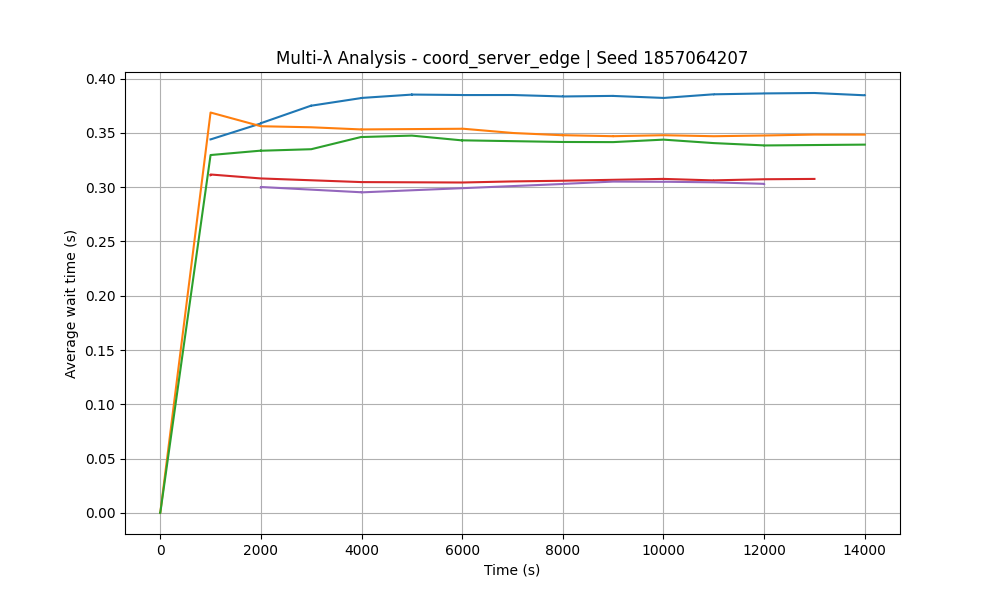 Multi-λ Analysis - coord_server_edge | Seed 1857064207
Average wait time (s)
0.40
0.35
0.30
0.25
0.20
0.15
0.10
0.05
0.00
0 2000 4000 6000 8000 10000 12000 14000
Time (s)